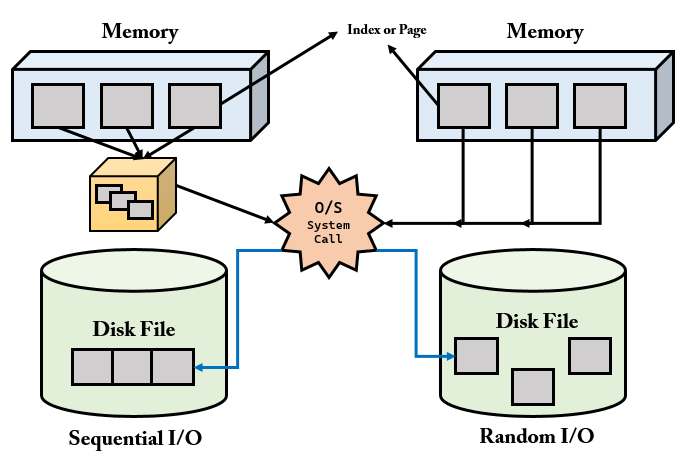 Memory
Index or Page
Memory
O/S
System
Call
Disk File
Disk File
Sequential I/O
Random I/O